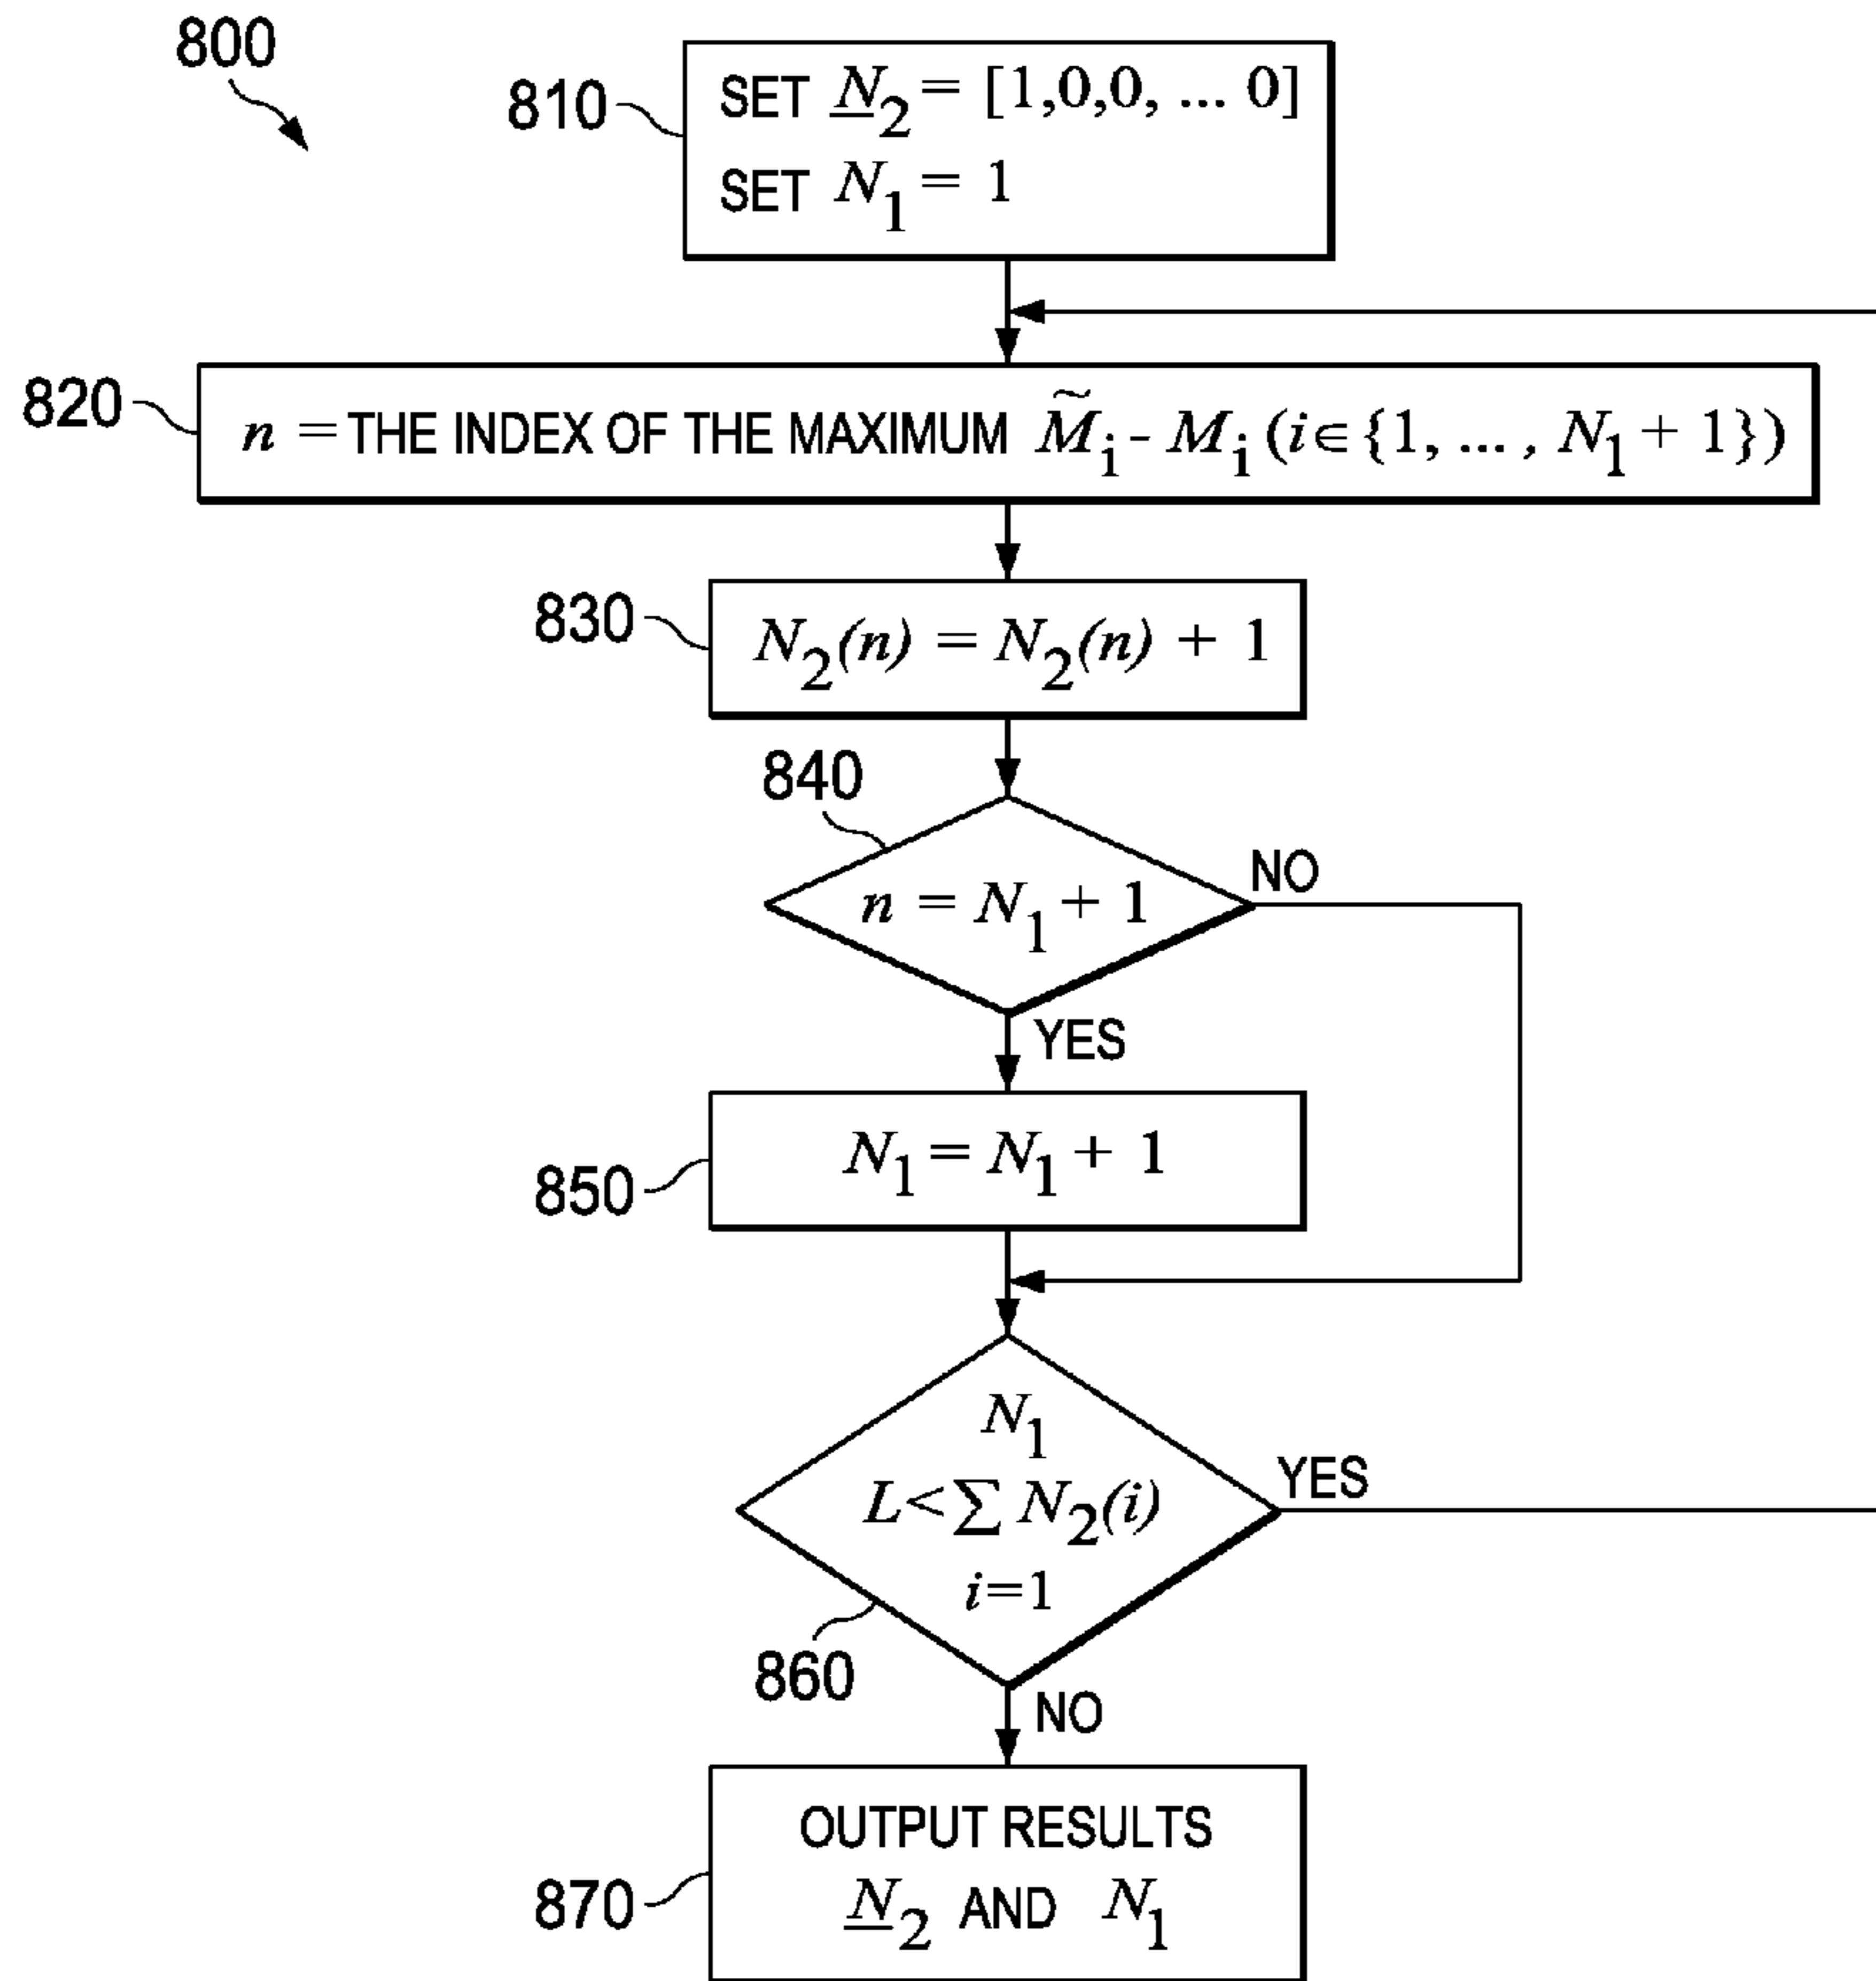 800
810
SET N̲₂ = [1,0,0, ... 0]
SET N₁ = 1
820
n = THE INDEX OF THE MAXIMUM M̃ᵢ - Mᵢ (i∈{1, ... , N₁ + 1})
830
N₂(n) = N₂(n) + 1
840
n = N₁ + 1
NO
YES
850
N₁ = N₁ + 1
N₁
L<∑ N₂(i)
i=1
YES
860
NO
OUTPUT RESULTS
870
N̲₂ AND N₁